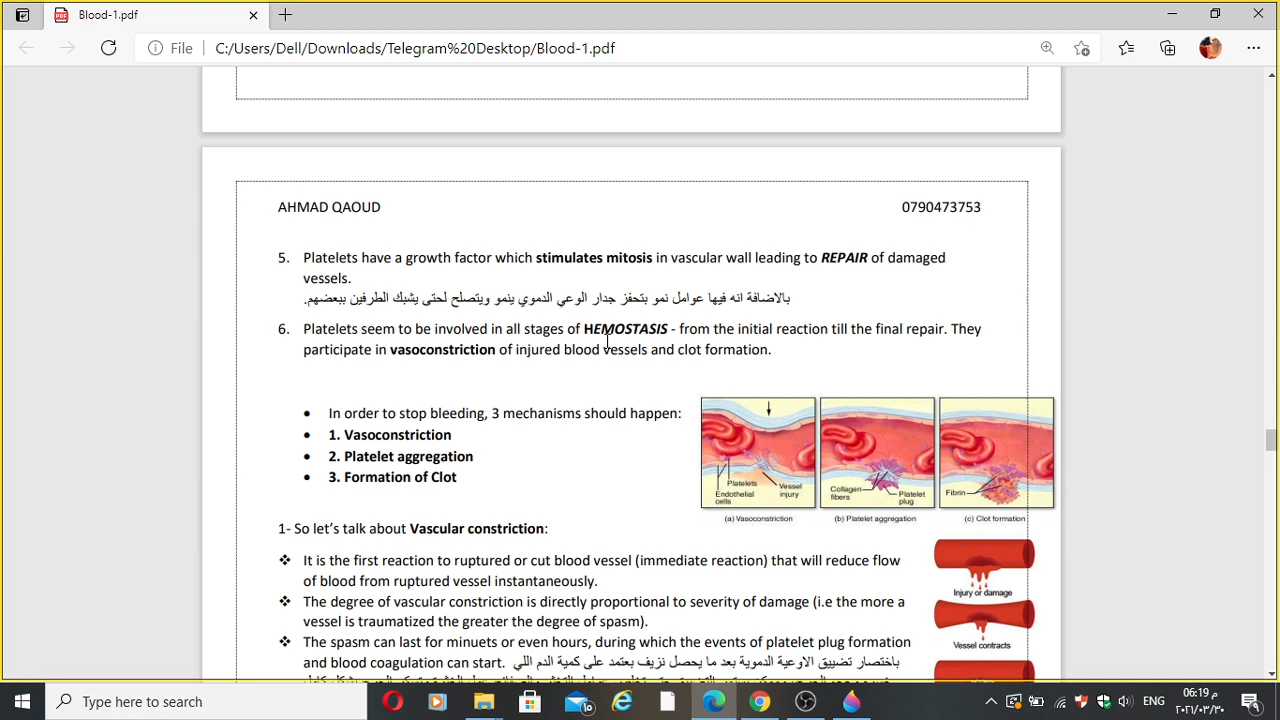 Blood-1.pdf
File
C:/Users/Dell/Downloads/Telegram%20Desktop/Blood-1.pdf
AHMAD QAOUD 0790473753
5. Platelets have a growth factor which stimulates mitosis in vascular wall leading to REPAIR of damaged
vessels.
بالاضافة انه فيها عوامل نمو بتحفز جدار الوعي الدموي ينمو ويتصلح لحتى يشبك الطرفين ببعضهم.
6. Platelets seem to be involved in all stages of HEMOSTASIS - from the initial reaction till the final repair. They
participate in vasoconstriction of injured blood vessels and clot formation.
• In order to stop bleeding, 3 mechanisms should happen:
• 1. Vasoconstriction
• 2. Platelet aggregation
• 3. Formation of Clot
Platelets
Endothelial
cells
Vessel
injury
(a) Vasoconstriction
Collagen
fibers
Platelet
plug
(b) Platelet aggregation
Fibrin
(c) Clot formation
1- So let's talk about Vascular constriction:
❖ It is the first reaction to ruptured or cut blood vessel (immediate reaction) that will reduce flow
of blood from ruptured vessel instantaneously.
❖ The degree of vascular constriction is directly proportional to severity of damage (i.e the more a
vessel is traumatized the greater the degree of spasm).
❖ The spasm can last for minuets or even hours, during which the events of platelet plug formation
and blood coagulation can start. باختصار تضييق الاوعية الدموية بعد ما يحصل نزيف بعتمد على كمية الدم اللي
Injury or damage
Vessel contracts
Type here to search
ENG
06:19 م
٢٠٢١/٠٣/٣٠